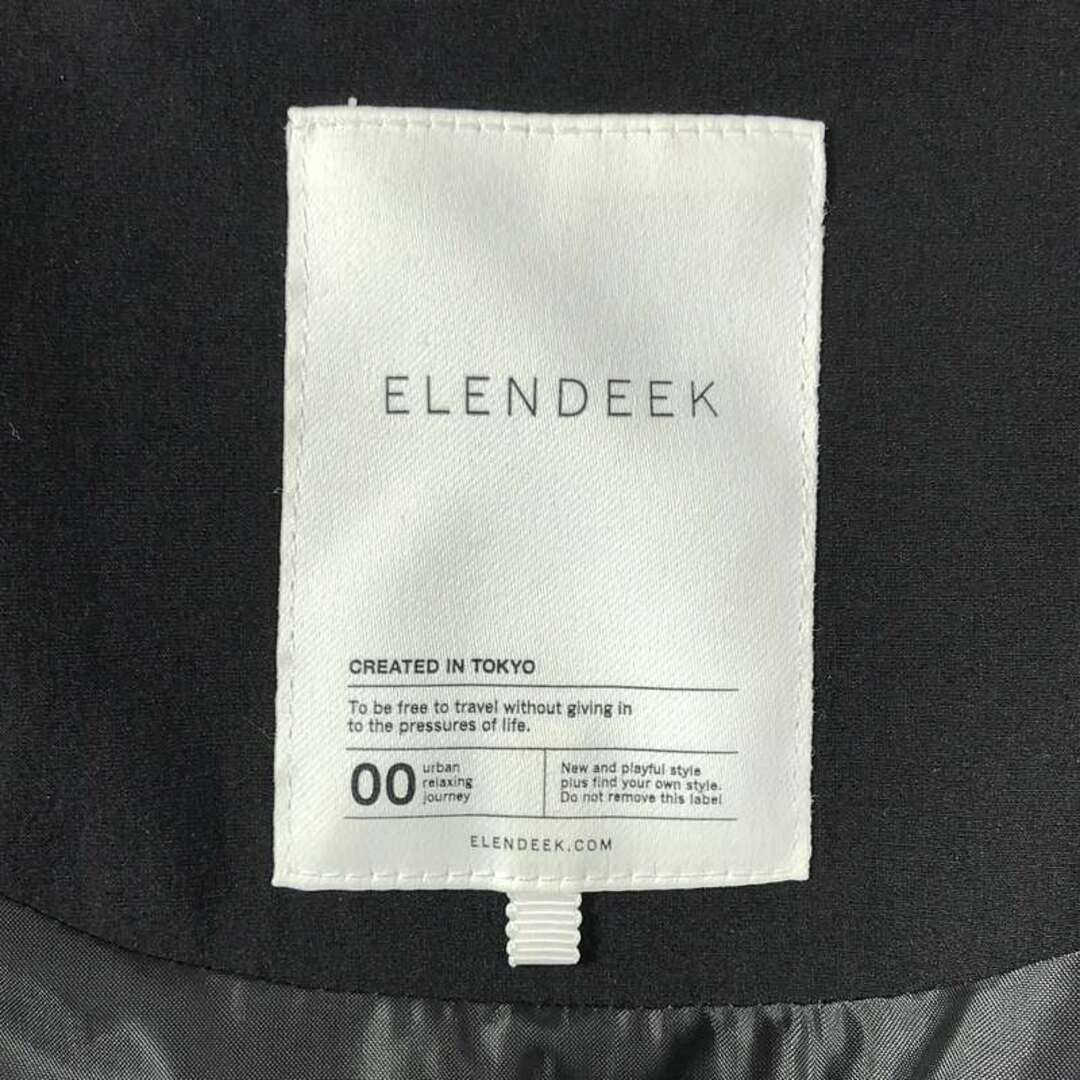 ELENDEEK
CREATED IN TOKYO
To be free to travel without giving in
to the pressures of life.
00
urban
relaxing
journey
New and playful style
plus find your own style.
Do not remove this label
ELENDEEK.COM